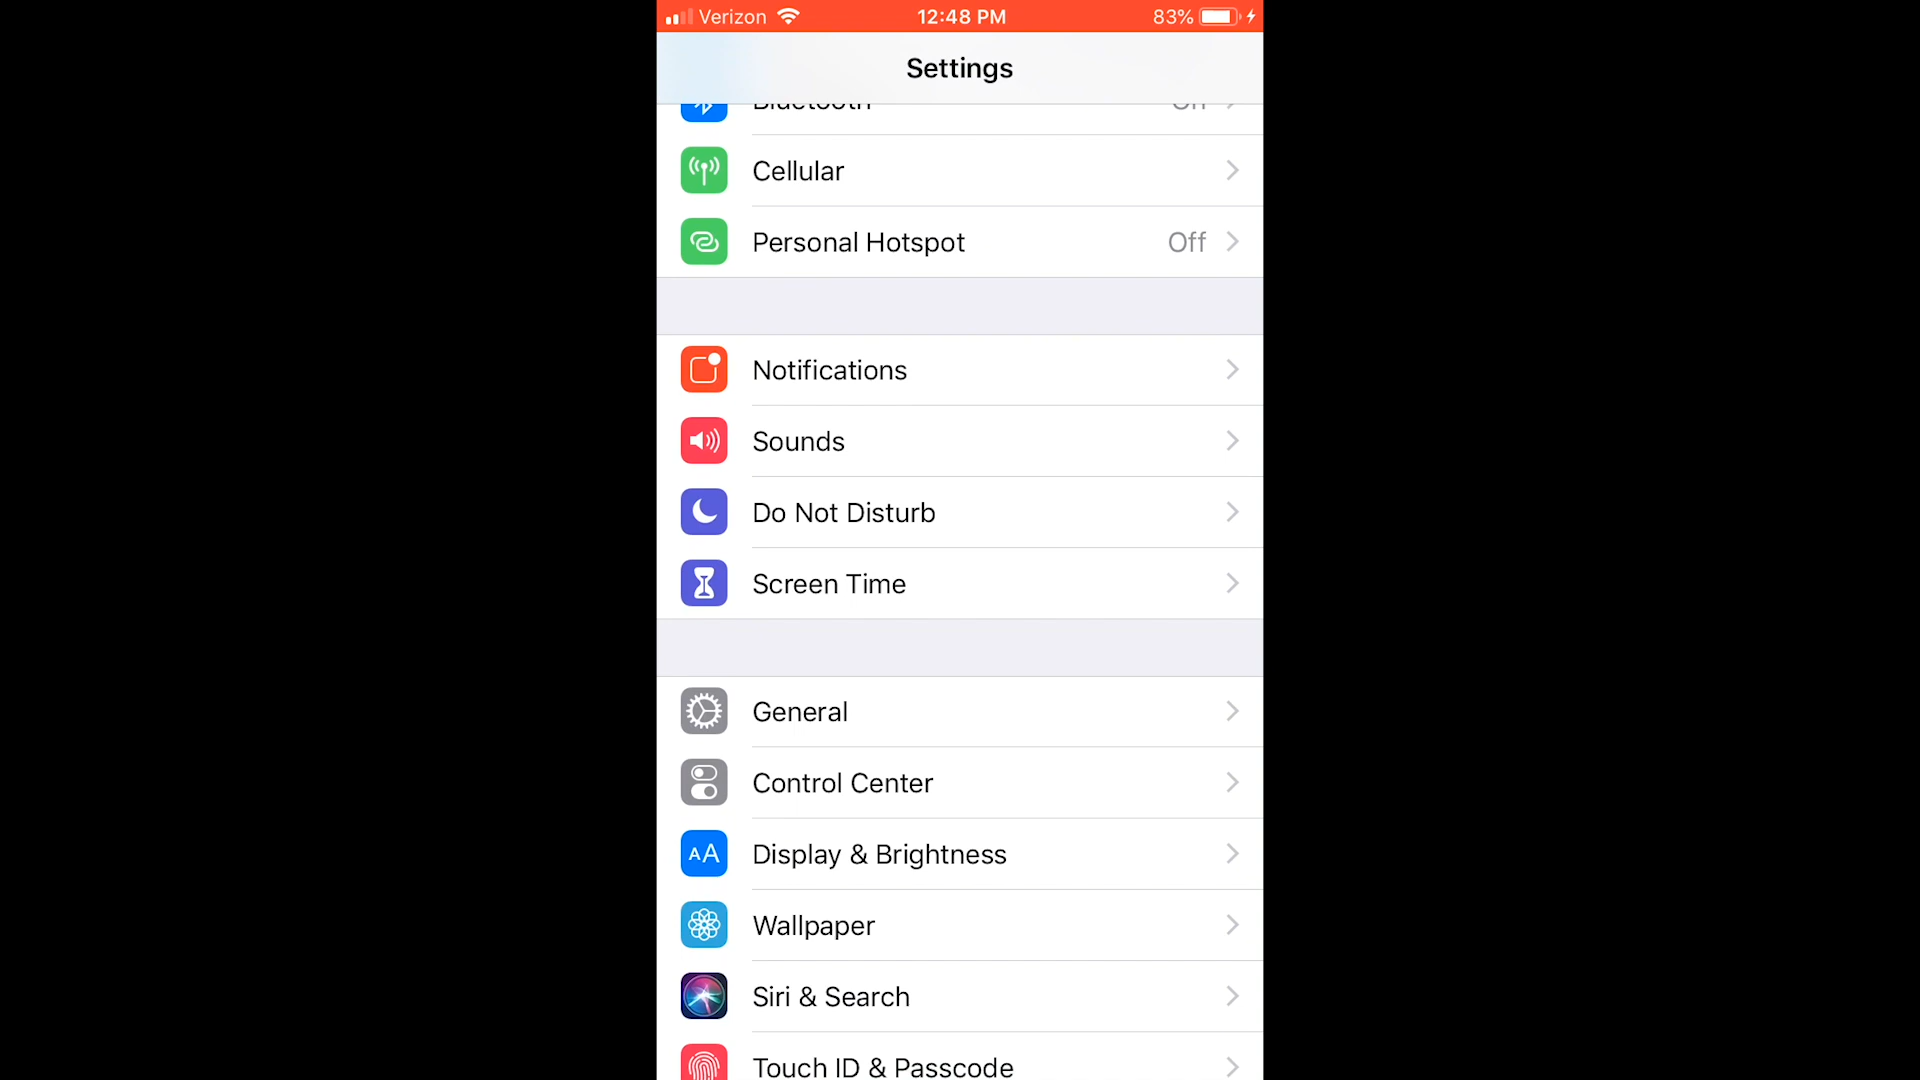 Verizon 12:48 PM 83%
Settings
Bluetooth
Cellular
Personal Hotspot Off
Notifications
Sounds
Do Not Disturb
Screen Time
General
Control Center
AA Display & Brightness
Wallpaper
Siri & Search
Touch ID & Passcode